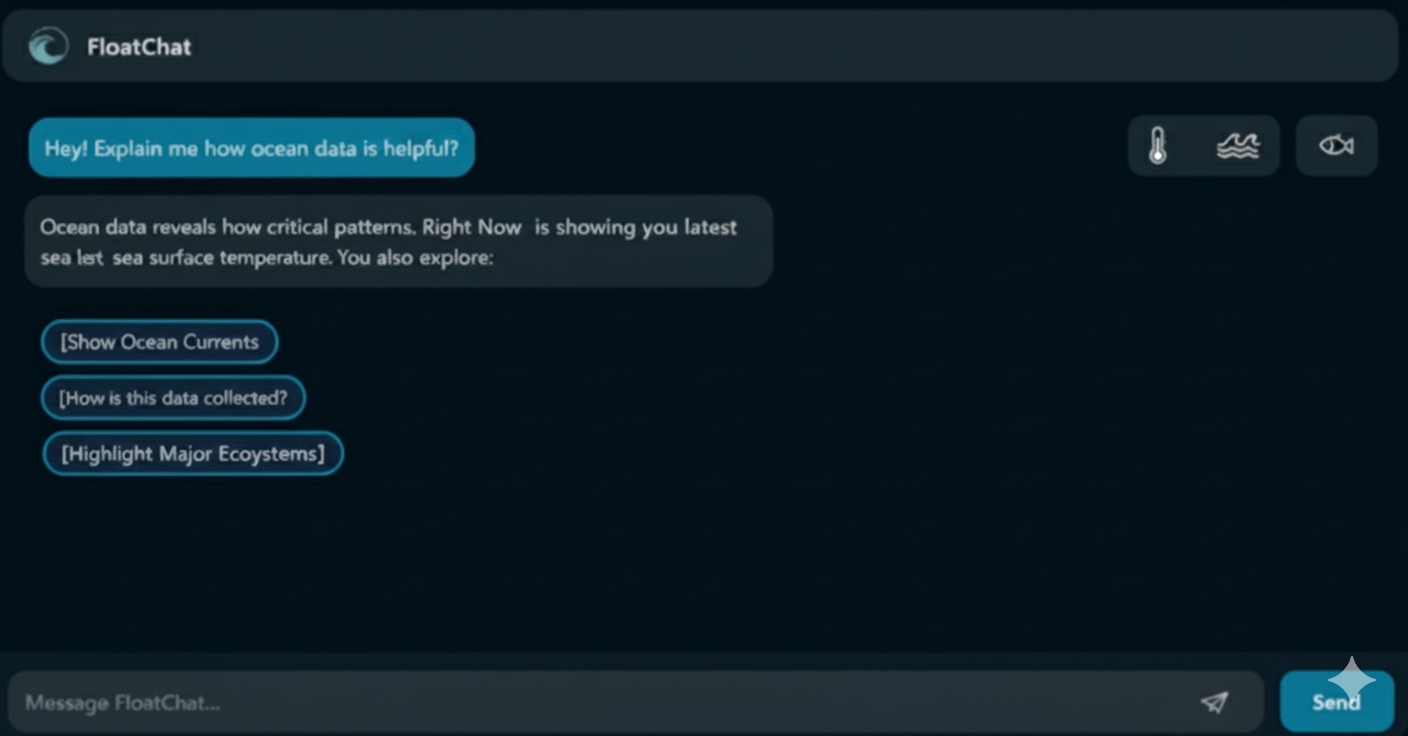 FloatChat
Hey! Explain me how ocean data is helpful?
Ocean data reveals how critical patterns. Right Now is showing you latest
sea sea surface temperature. You also explore:
[Show Ocean Currents
[How is this data collected?
[Highlight Major Ecoystems]
Message FloatChat...
Send